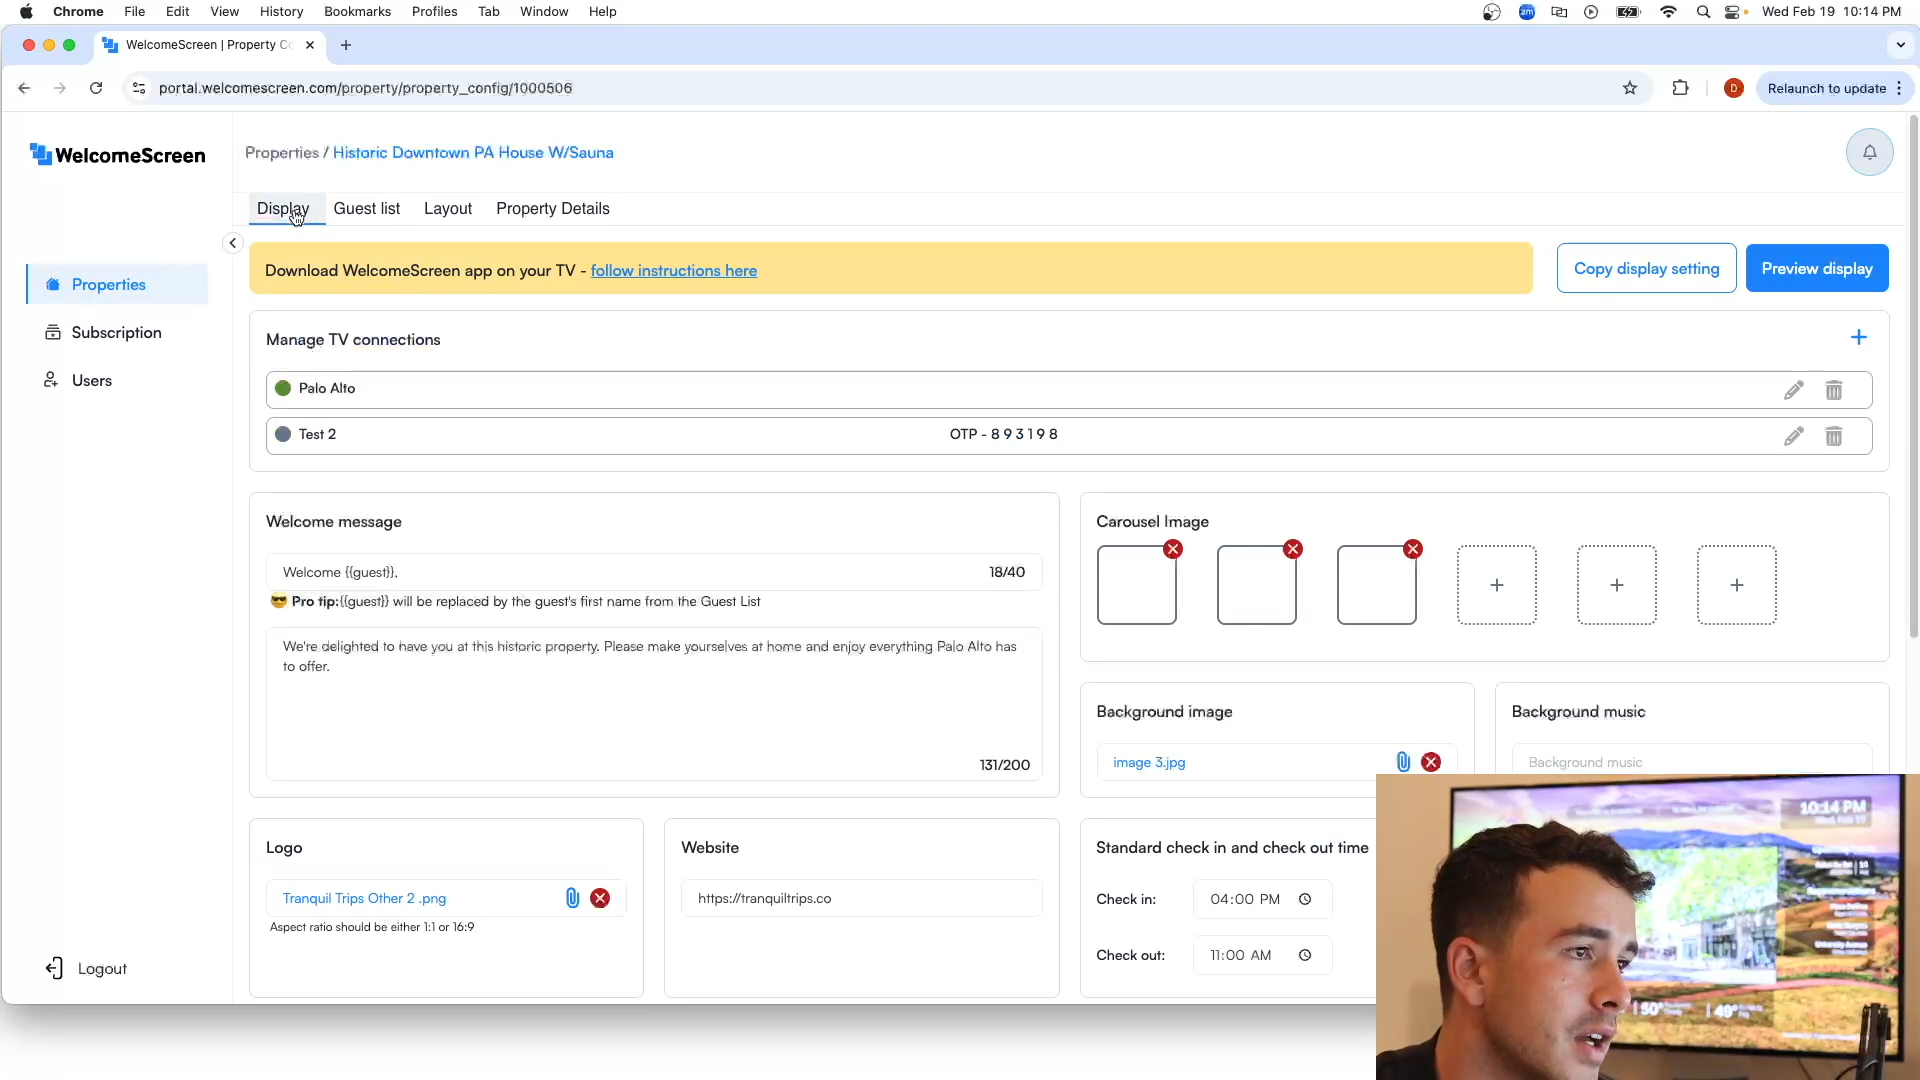 Chrome File Edit View History Bookmarks Profiles Tab Window Help
zm
Wed Feb 19 10:14 PM
WelcomeScreen | Property Co
portal.welcomescreen.com/property/property_config/1000506
D
Relaunch to update
WelcomeScreen
Properties / Historic Downtown PA House W/Sauna
Display Guest list Layout Property Details
Download WelcomeScreen app on your TV - follow instructions here
Copy display setting
Preview display
Properties
Subscription
Users
Logout
Manage TV connections
Palo Alto
Test 2
OTP - 8 9 3 1 9 8
Welcome message
Welcome {{guest}},
18/40
Pro tip:{{guest}} will be replaced by the guest's first name from the Guest List
We're delighted to have you at this historic property. Please make yourselves at home and enjoy everything Palo Alto has
to offer.
131/200
Carousel Image
Background image
image 3.jpg
Background music
Background music
Logo
Tranquil Trips Other 2 .png
Aspect ratio should be either 1:1 or 16:9
Website
https://tranquiltrips.co
Standard check in and check out time
Check in:
04:00 PM
Check out:
11:00 AM
10:14 PM
50°
49°